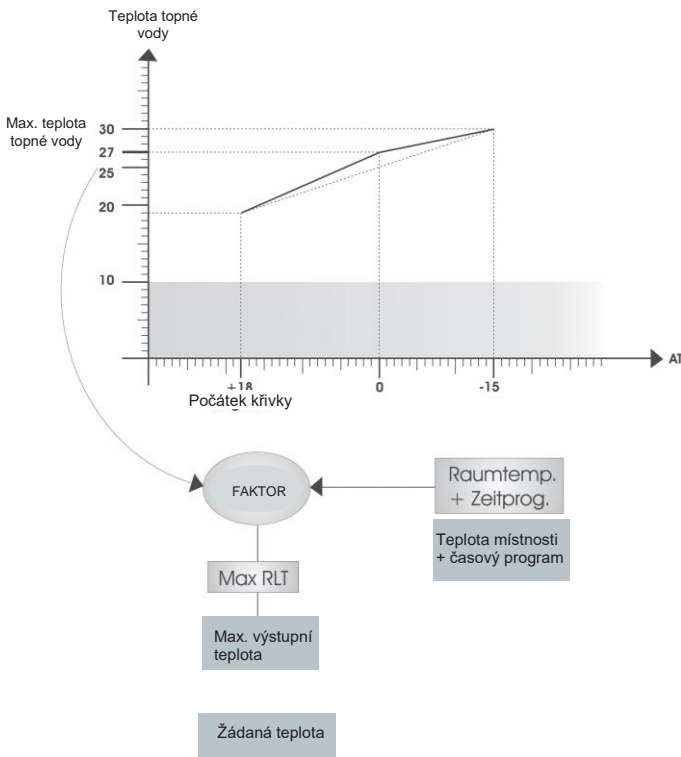 Teplota topné
vody
Max. teplota
topné vody
30
27
25
20
10
AT
+18
0
-15
Počátek křivky
FAKTOR
Raumtemp.
+ Zeitprog.
Teplota místnosti
+ časový program
Max RLT
Max. výstupní
teplota
Žádaná teplota